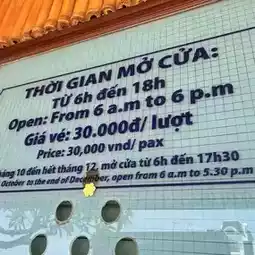 THỜI GIAN MỞ CỬA:
Từ 6h đến 18h
Open: From 6 a.m to 6 p.m
Giá vé: 30.000đ/ lượt
Price: 30,000 vnd/ pax
áng 10 đến hết tháng 12, mở cửa từ 6h đến 17h30
October to the end of December, open from 6 a.m to 5.30 p.m